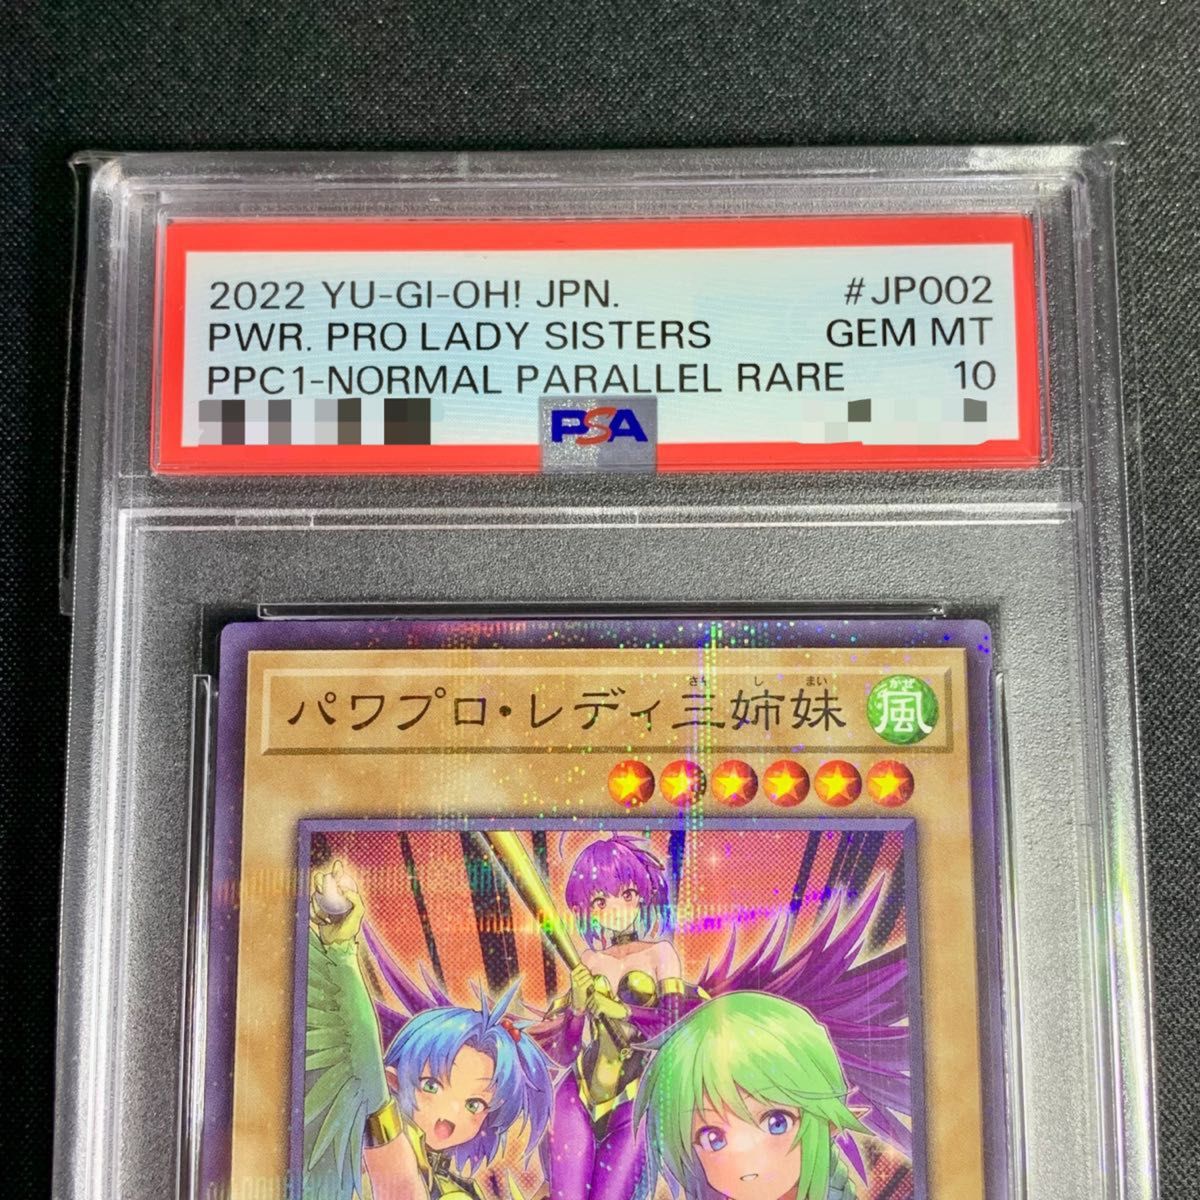 2022 YU-GI-OH! JPN. #JP002
PWR. PRO LADY SISTERS GEM MT
PPC1-NORMAL PARALLEL RARE 10
PSA
さん し まい かぜ
パワプロ・レディ三姉妹 風